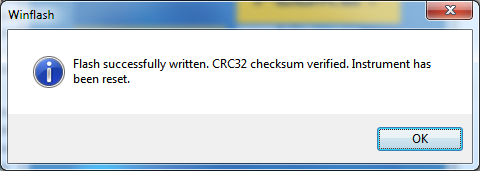 Winflash
Flash successfully written. CRC32 checksum verified. Instrument has
been reset.
OK